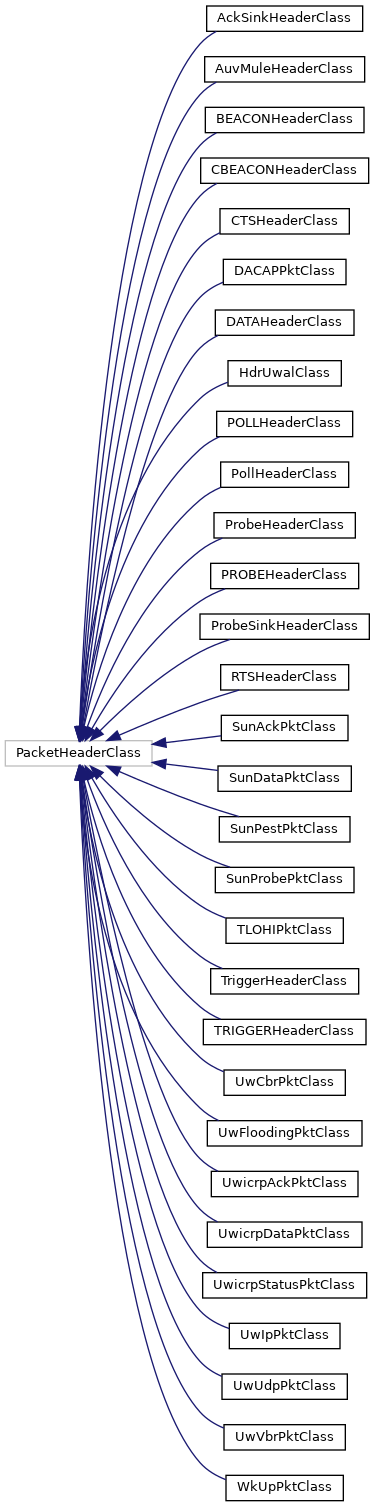 AckSinkHeaderClass
AuvMuleHeaderClass
BEACONHeaderClass
CBEACONHeaderClass
CTSHeaderClass
DACAPPktClass
DATAHeaderClass
HdrUwalClass
POLLHeaderClass
PollHeaderClass
ProbeHeaderClass
PROBEHeaderClass
ProbeSinkHeaderClass
RTSHeaderClass
SunAckPktClass
PacketHeaderClass
SunDataPktClass
SunPestPktClass
SunProbePktClass
TLOHIPktClass
TriggerHeaderClass
TRIGGERHeaderClass
UwCbrPktClass
UwFloodingPktClass
UwicrpAckPktClass
UwicrpDataPktClass
UwicrpStatusPktClass
UwIpPktClass
UwUdpPktClass
UwVbrPktClass
WkUpPktClass